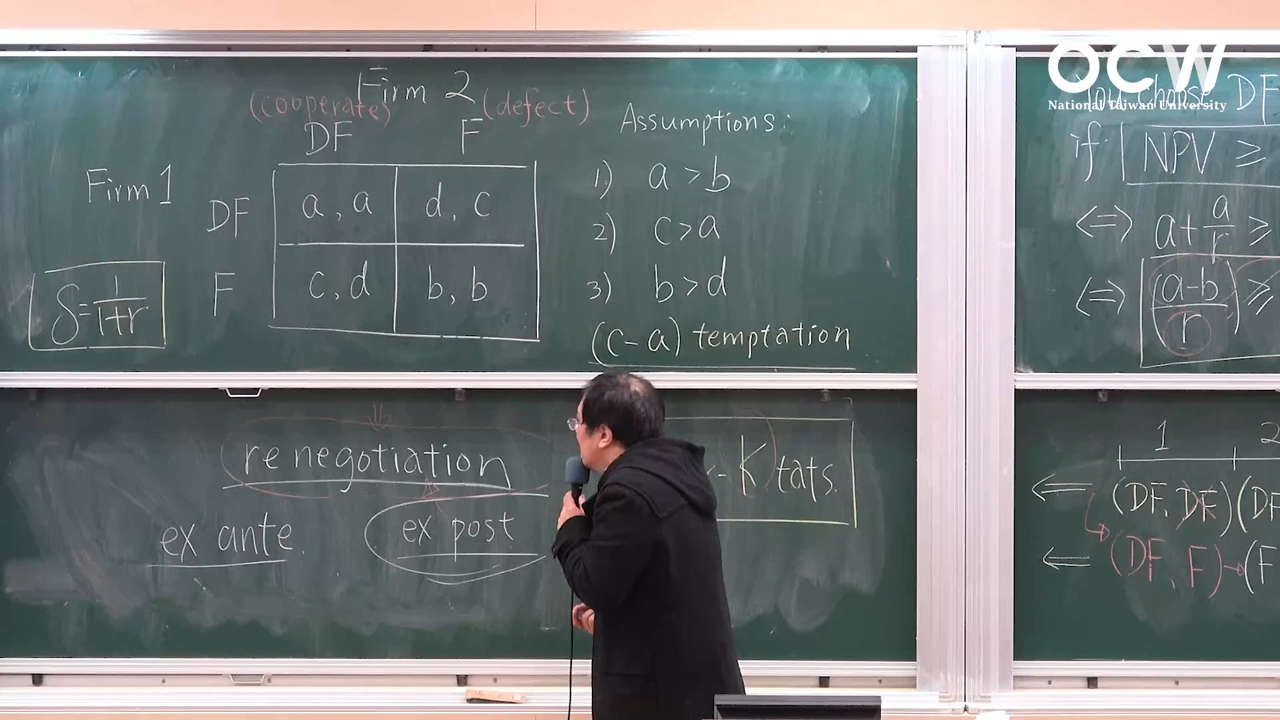 Firm 2
(cooperate) (defect)
DF F
Firm 1
DF a, a d, c
F c, d b, b
δ = 1/1+r
Assumptions:
1) a > b
2) c > a
3) b > d
(c - a) temptation
renegotiation
ex ante.
ex post
- K tats.
OCW
National Taiwan University
DF
if NPV ≥
⟺ a + a/r ≥
⟺ (a-b)/r ≥
1 2
⟸ (DF, DF) (DF
⟸ (DF, F) → (F